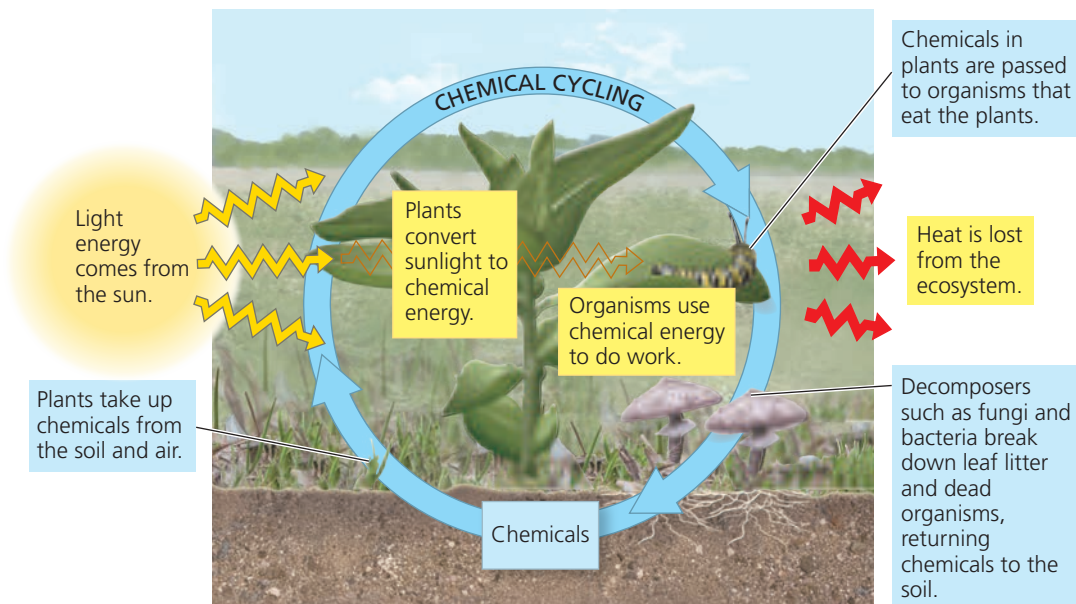 CHEMICAL CYCLING
Chemicals in
plants are passed
to organisms that
eat the plants.
Light
energy
comes from
the sun.
Plants
convert
sunlight to
chemical
energy.
Organisms use
chemical energy
to do work.
Heat is lost
from the
ecosystem.
Plants take up
chemicals from
the soil and air.
Decomposers
such as fungi and
bacteria break
down leaf litter
and dead
organisms,
returning
chemicals to the
soil.
Chemicals